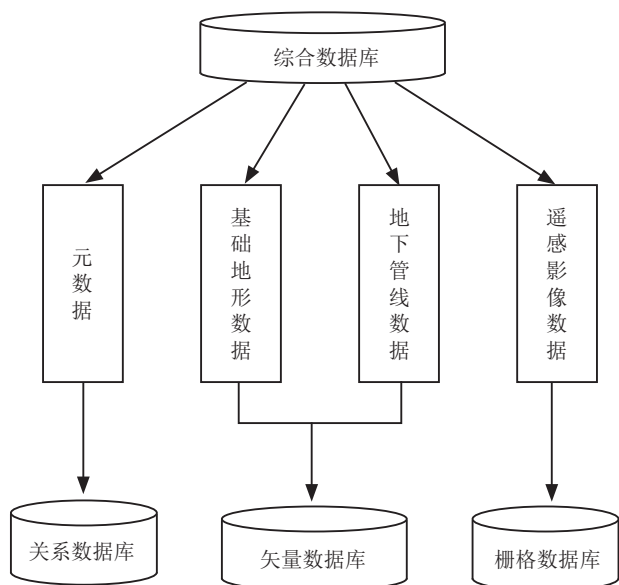 综合数据库
元数据
基础地形数据
地下管线数据
遥感影像数据
关系数据库
矢量数据库
栅格数据库